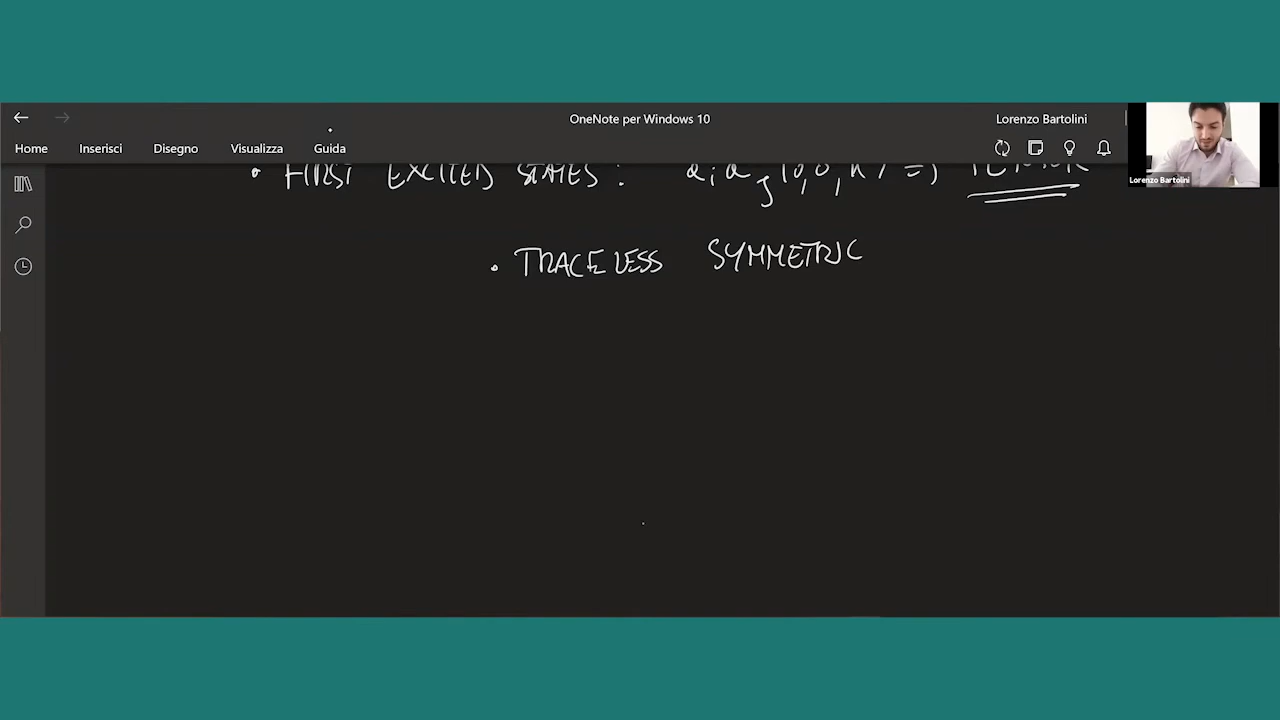 OneNote per Windows 10
Lorenzo Bartolini
Home Inserisci Disegno Visualizza Guida
Lorenzo Bartolini
• FIRST EXCITED STATES :
• TRACELESS SYMMETRIC